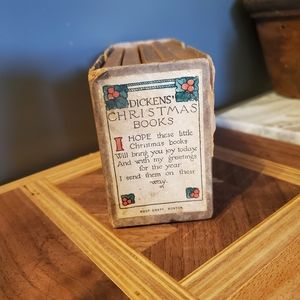 DICKENS'
CHRISTMAS
BOOKS
I HOPE these little
Christmas books
Will bring you joy today:
And with my greetings
for the year
I send them on their
way.
BOSTON